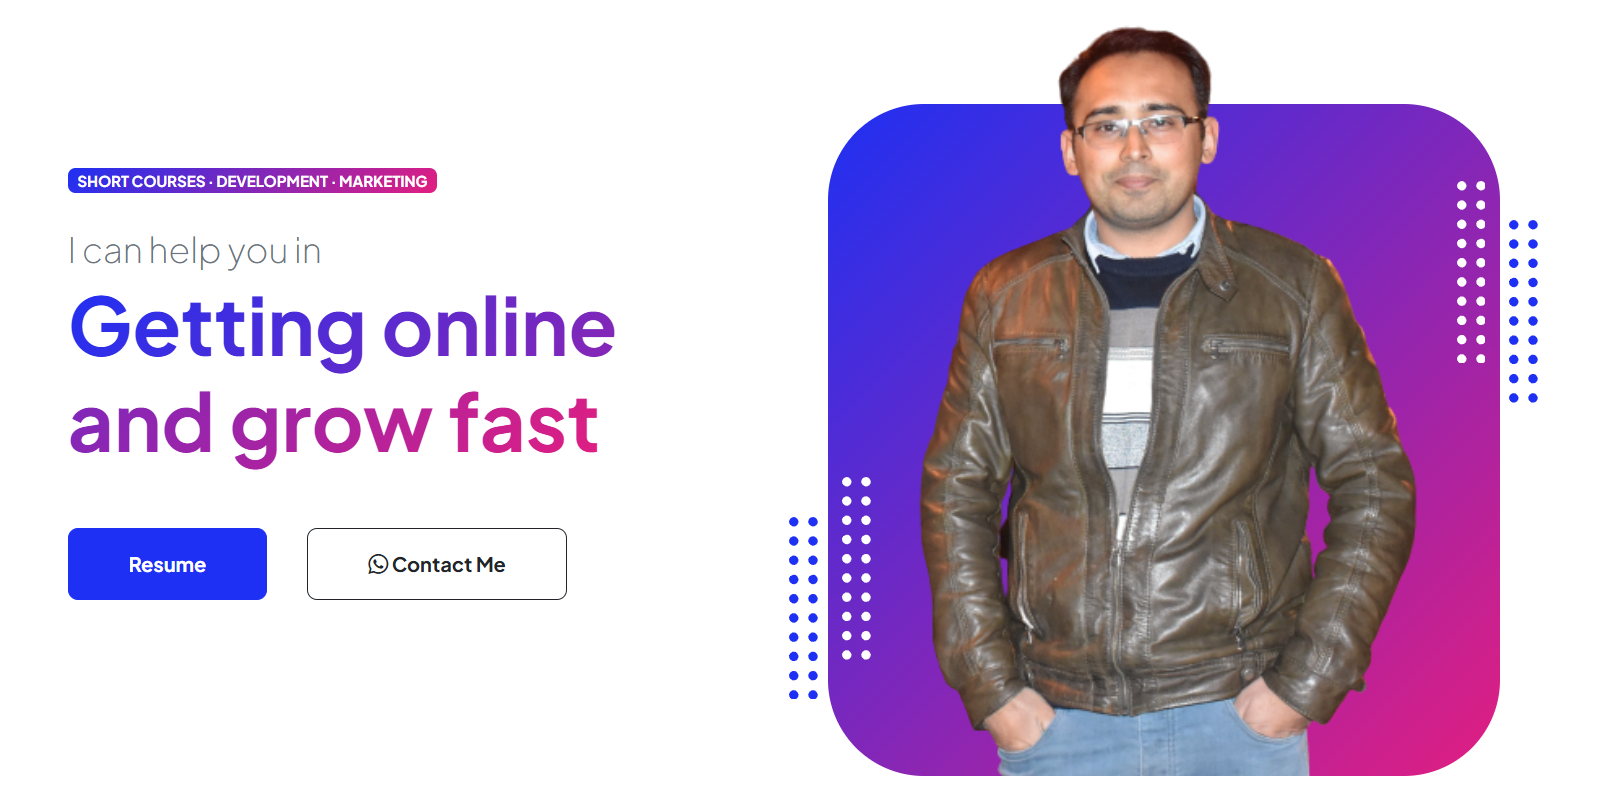 SHORT COURSES · DEVELOPMENT · MARKETING
I can help you in
Getting online
and grow fast
Resume
Contact Me